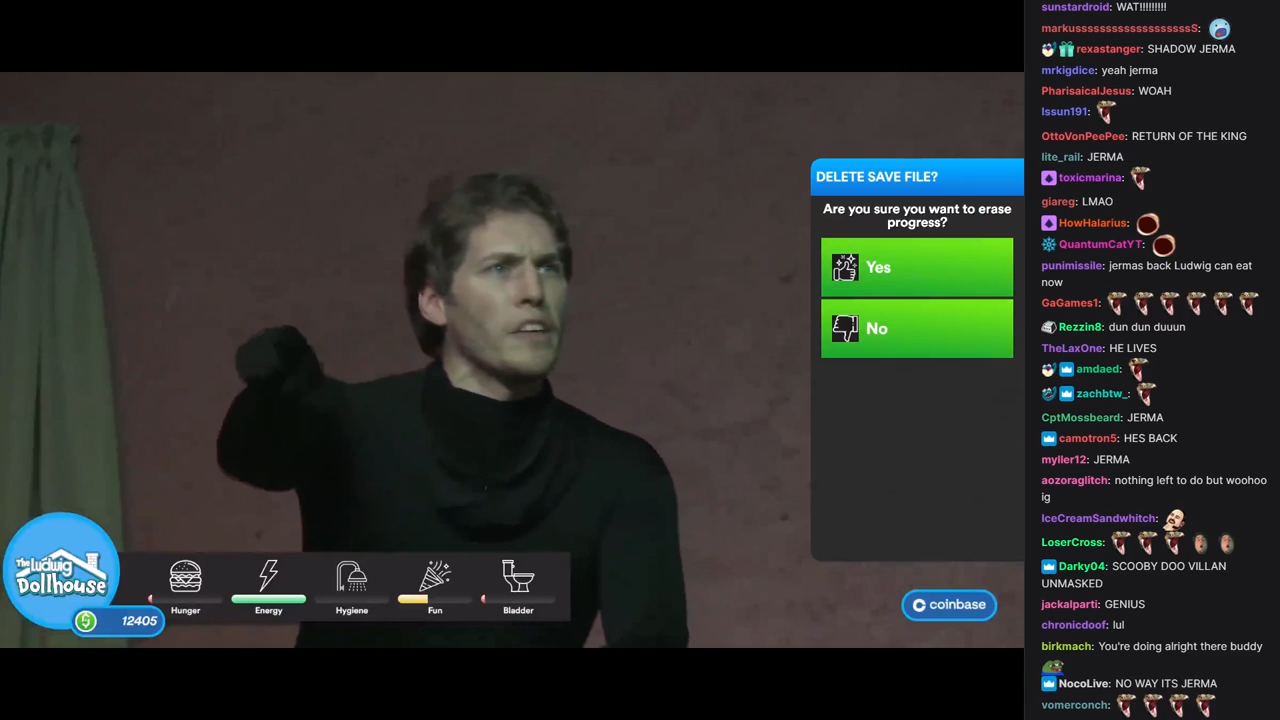 DELETE SAVE FILE?
Are you sure you want to erase
progress?
Yes
No
The Ludwig
Dollhouse
12405
Hunger
Energy
Hygiene
Fun
Bladder
coinbase
sunstardroid: WAT!!!!!!!!!
markussssssssssssssssssS:
rexastanger: SHADOW JERMA
mrkigdice: yeah jerma
PharisaicalJesus: WOAH
Issun191:
OttoVonPeePee: RETURN OF THE KING
lite_rail: JERMA
toxicmarina:
giareg: LMAO
HowHalarius:
QuantumCatYT:
punimissile: jermas back Ludwig can eat
now
GaGames1:
Rezzin8: dun dun duuun
TheLaxOne: HE LIVES
amdaed:
zachbtw_:
CptMossbeard: JERMA
camotron5: HES BACK
myller12: JERMA
aozoraglitch: nothing left to do but woohoo
ig
IceCreamSandwhitch:
LoserCross:
Darky04: SCOOBY DOO VILLAN
UNMASKED
jackalparti: GENIUS
chronicdoof: lul
birkmach: You're doing alright there buddy
NocoLive: NO WAY ITS JERMA
vomerconch: